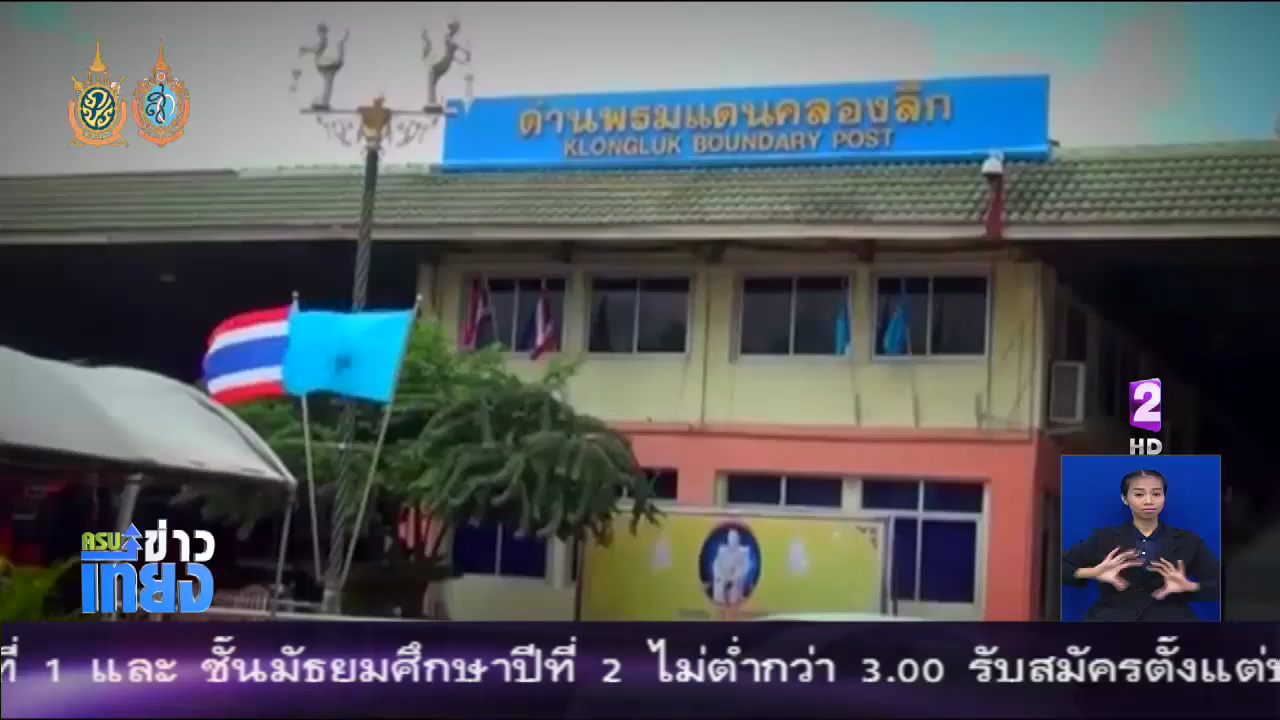 ด่านพรมแดนคลองลึก
KLONGLUK BOUNDARY POST
2
HD
ครบข่าว
เที่ยง
ที่ 1 และ ชั้นมัธยมศึกษาปีที่ 2 ไม่ต่ำกว่า 3.00 รับสมัครตั้งแต่